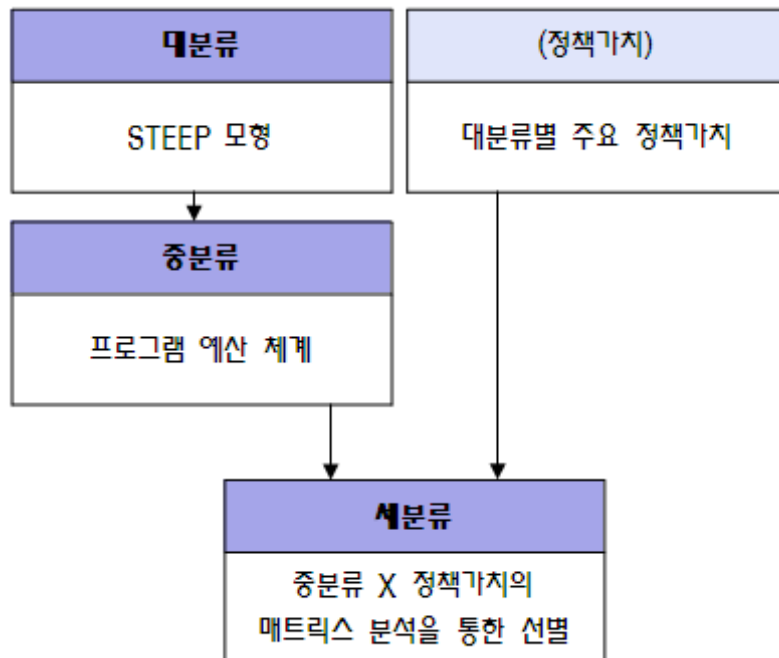 대분류
STEEP 모형
(정책가치)
대분류별 주요 정책가치
중분류
프로그램 예산 체계
세분류
중분류 X 정책가치의
매트릭스 분석을 통한 선별